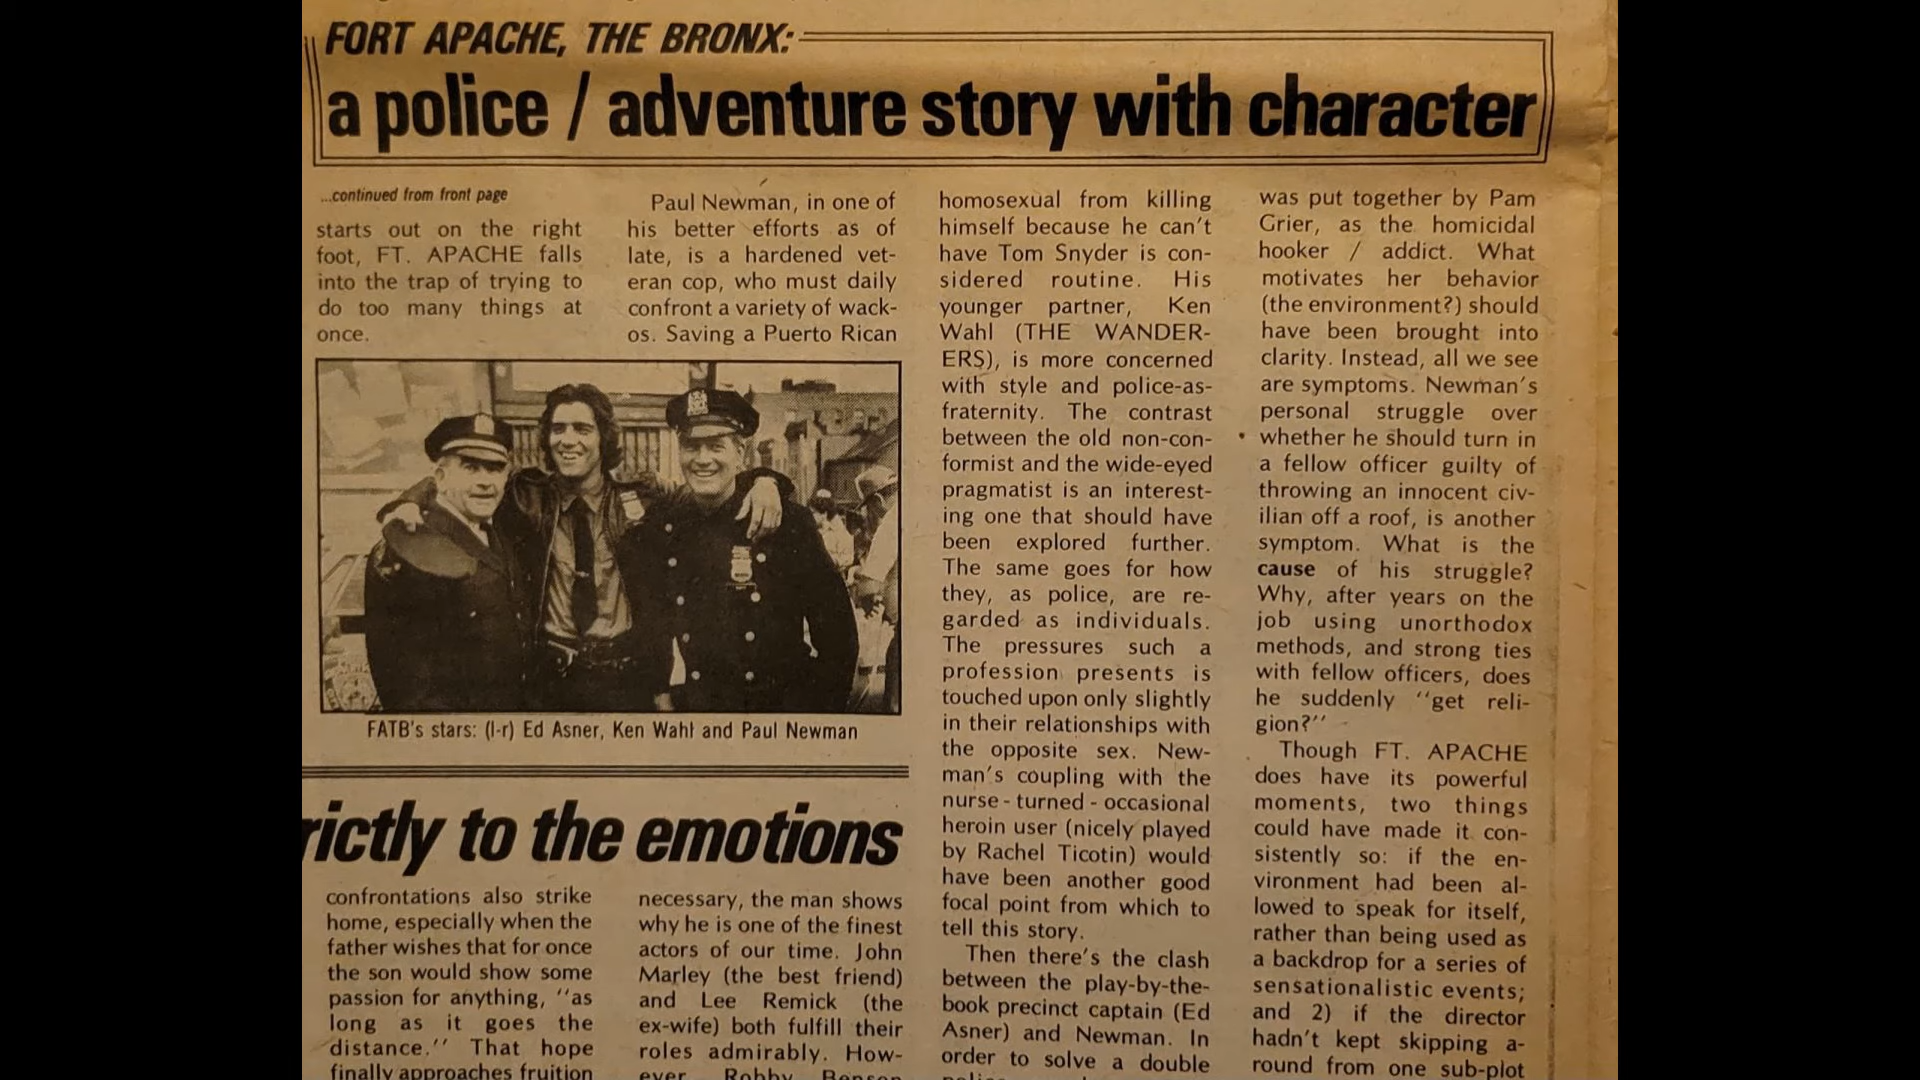 FORT APACHE, THE BRONX:
a police / adventure story with character
...continued from front page
starts out on the right
foot, FT. APACHE falls
into the trap of trying to
do too many things at
once.
Paul Newman, in one of
his better efforts as of
late, is a hardened vet-
eran cop, who must daily
confront a variety of wack-
os. Saving a Puerto Rican
homosexual from killing
himself because he can't
have Tom Snyder is con-
sidered routine. His
younger partner, Ken
Wahl (THE WANDER-
ERS), is more concerned
with style and police-as-
fraternity. The contrast
between the old non-con-
formist and the wide-eyed
pragmatist is an interest-
ing one that should have
been explored further.
The same goes for how
they, as police, are re-
garded as individuals.
The pressures such a
profession presents is
touched upon only slightly
in their relationships with
the opposite sex. New-
man's coupling with the
nurse - turned - occasional
heroin user (nicely played
by Rachel Ticotin) would
have been another good
focal point from which to
tell this story.
Then there's the clash
between the play-by-the-
book precinct captain (Ed
Asner) and Newman. In
order to solve a double
was put together by Pam
Grier, as the homicidal
hooker / addict. What
motivates her behavior
(the environment?) should
have been brought into
clarity. Instead, all we see
are symptoms. Newman's
personal struggle over
whether he should turn in
a fellow officer guilty of
throwing an innocent civ-
ilian off a roof, is another
symptom. What is the
cause of his struggle?
Why, after years on the
job using unorthodox
methods, and strong ties
with fellow officers, does
he suddenly "get reli-
gion?"
Though FT. APACHE
does have its powerful
moments, two things
could have made it con-
sistently so: if the en-
vironment had been al-
lowed to speak for itself,
rather than being used as
a backdrop for a series of
sensationalistic events;
and 2) if the director
hadn't kept skipping a-
round from one sub-plot
FATB's stars: (l-r) Ed Asner, Ken Wahl and Paul Newman
rictly to the emotions
confrontations also strike
home, especially when the
father wishes that for once
the son would show some
passion for anything, "as
long as it goes the
distance." That hope
finally approaches fruition
necessary, the man shows
why he is one of the finest
actors of our time. John
Marley (the best friend)
and Lee Remick (the
ex-wife) both fulfill their
roles admirably. How-
ever, Robby Benson